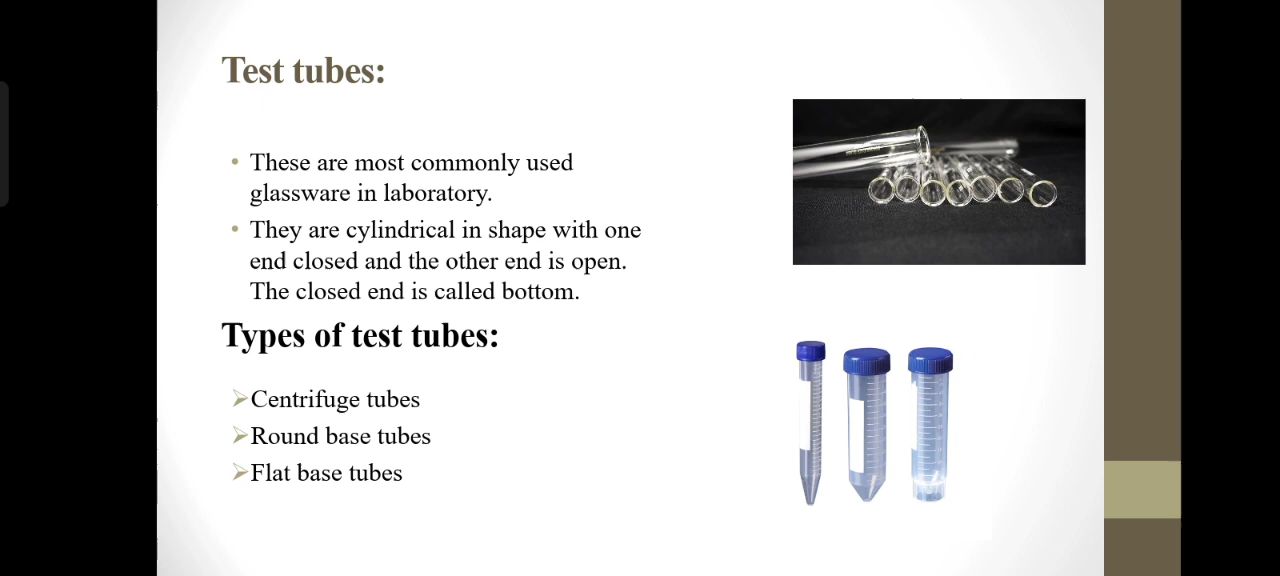 Test tubes:
These are most commonly used
glassware in laboratory.
They are cylindrical in shape with one
end closed and the other end is open.
The closed end is called bottom.
Types of test tubes:
Centrifuge tubes
Round base tubes
Flat base tubes